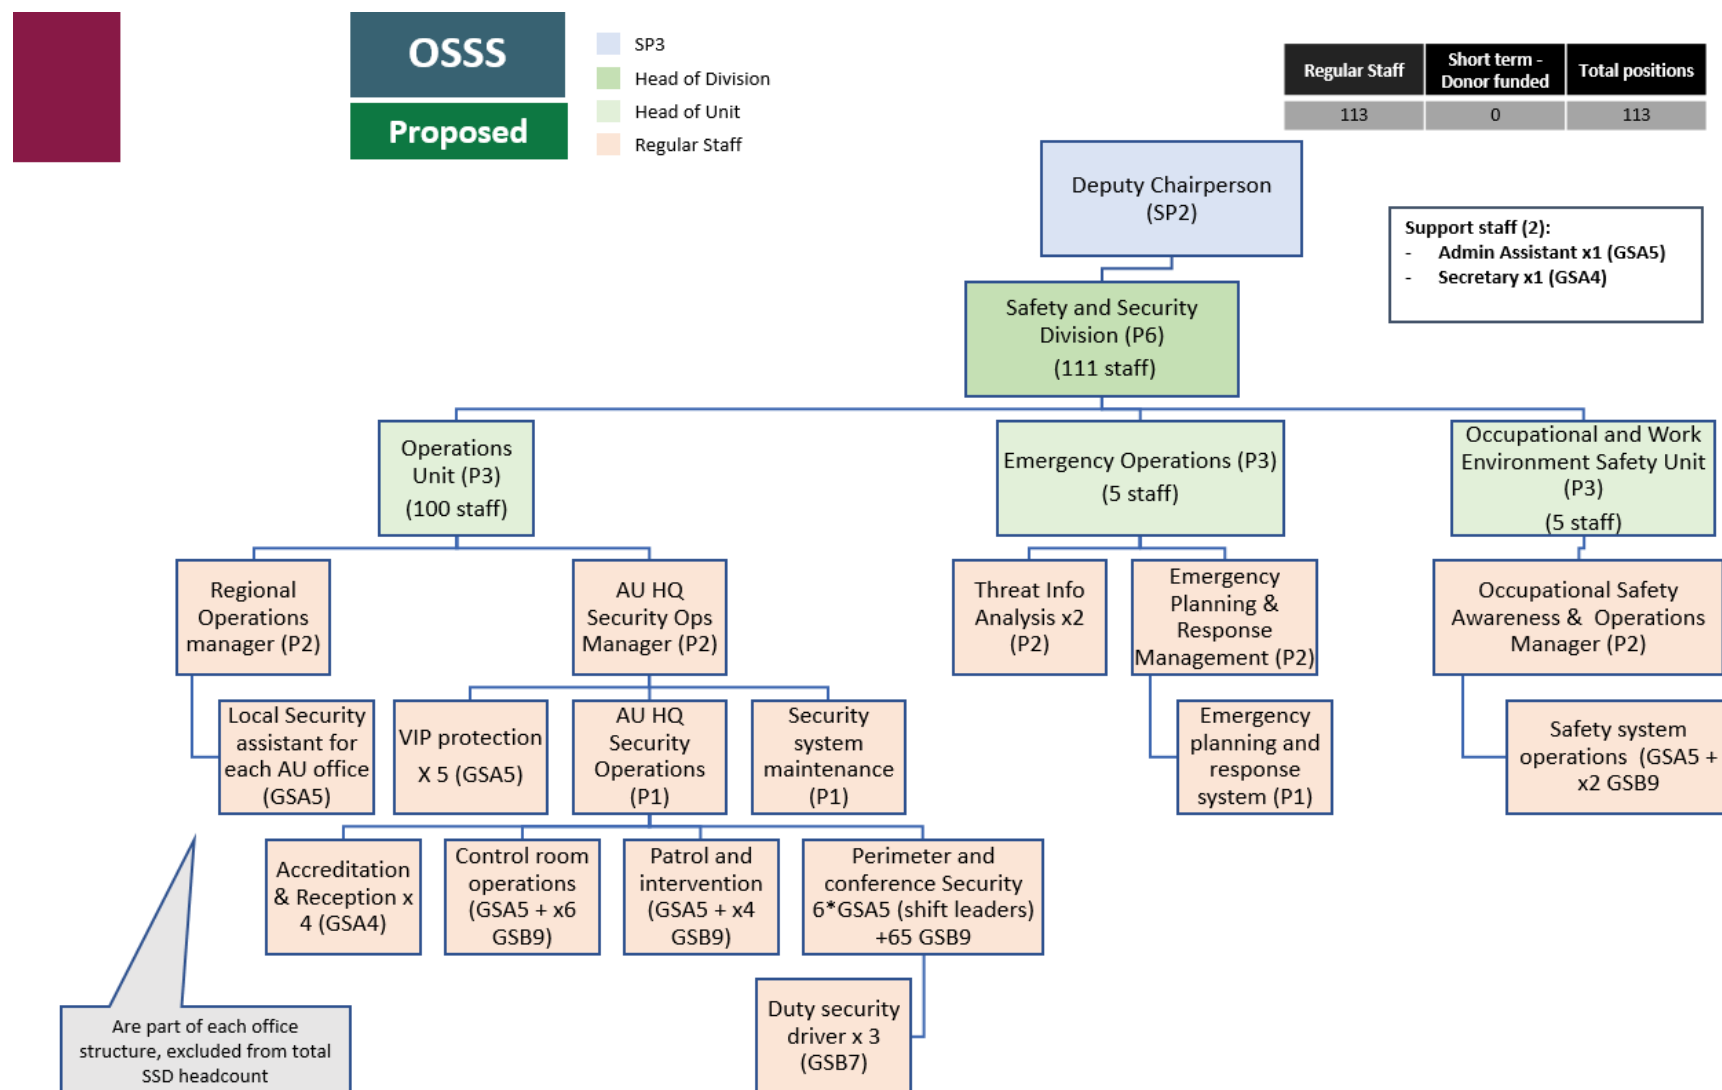 OSSS
Proposed
SP3
Head of Division
Head of Unit
Regular Staff
Regular Staff
Short term -
Donor funded
Total positions
113
0
113
Deputy Chairperson
(SP2)
Support staff (2):
- Admin Assistant x1 (GSA5)
- Secretary x1 (GSA4)
Safety and Security
Division (P6)
(111 staff)
Operations
Unit (P3)
(100 staff)
Emergency Operations (P3)
(5 staff)
Occupational and Work
Environment Safety Unit
(P3)
(5 staff)
Regional
Operations
manager (P2)
AU HQ
Security Ops
Manager (P2)
Threat Info
Analysis x2
(P2)
Emergency
Planning &
Response
Management (P2)
Occupational Safety
Awareness & Operations
Manager (P2)
Local Security
assistant for
each AU office
(GSA5)
VIP protection
X 5 (GSA5)
AU HQ
Security
Operations
(P1)
Security
system
maintenance
(P1)
Emergency
planning and
response
system (P1)
Safety system
operations (GSA5 +
x2 GSB9
Accreditation
& Reception x
4 (GSA4)
Control room
operations
(GSA5 + x6
GSB9)
Patrol and
intervention
(GSA5 + x4
GSB9)
Perimeter and
conference Security
6*GSA5 (shift leaders)
+65 GSB9
Duty security
driver x 3
(GSB7)
Are part of each office
structure, excluded from total
SSD headcount